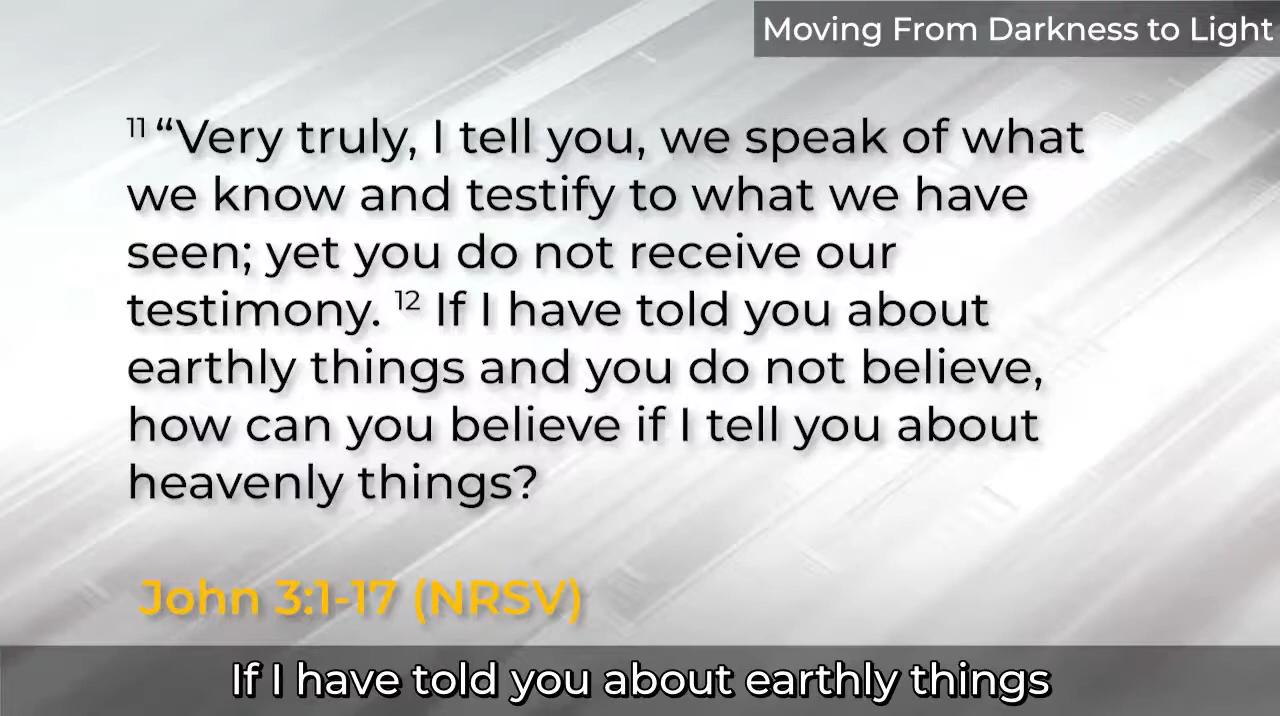 Moving From Darkness to Light
11 “Very truly, I tell you, we speak of what
we know and testify to what we have
seen; yet you do not receive our
testimony. 12 If I have told you about
earthly things and you do not believe,
how can you believe if I tell you about
heavenly things?
John 3:1-17 (NRSV)
If I have told you about earthly things